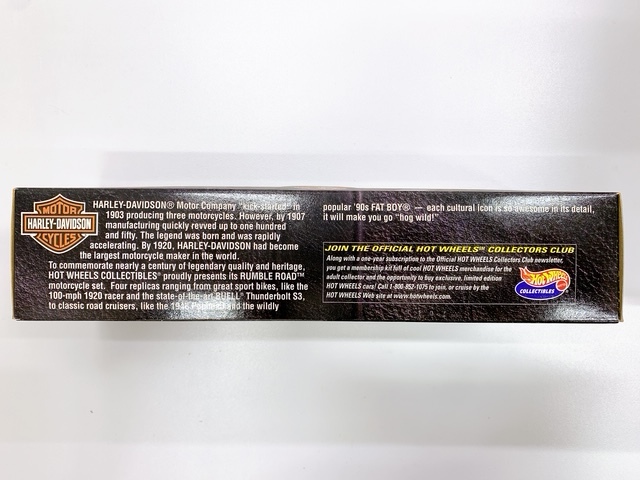 MOTOR
HARLEY-DAVIDSON
CYCLES
HARLEY-DAVIDSON® Motor Company "kick-started" in
1903 producing three motorcycles. However, by 1907
manufacturing quickly revved up to one hundred
and fifty. The legend was born and was rapidly
accelerating. By 1920, HARLEY-DAVIDSON had become
the largest motorcycle maker in the world.
To commemorate nearly a century of legendary quality and heritage,
HOT WHEELS COLLECTIBLES® proudly presents its RUMBLE ROAD™
motorcycle set. Four replicas ranging from great sport bikes, like the
100-mph 1920 racer and the state-of-the-art BUELL® Thunderbolt S3,
to classic road cruisers, like the and the wildly
popular '90s FAT BOY® — each cultural icon is so awesome in its detail,
it will make you go "hog wild!"
JOIN THE OFFICIAL HOT WHEELS™ COLLECTORS CLUB
Along with a one-year subscription to the Official HOT WHEELS Collectors Club newsletter,
you get a membership kit full of cool HOT WHEELS merchandise for the
adult collector and the opportunity to buy exclusive, limited edition
HOT WHEELS cars! Call 1-800-852-1075 to join, or cruise by the
HOT WHEELS Web site at www.hotwheels.com.
Hot Wheels
COLLECTIBLES